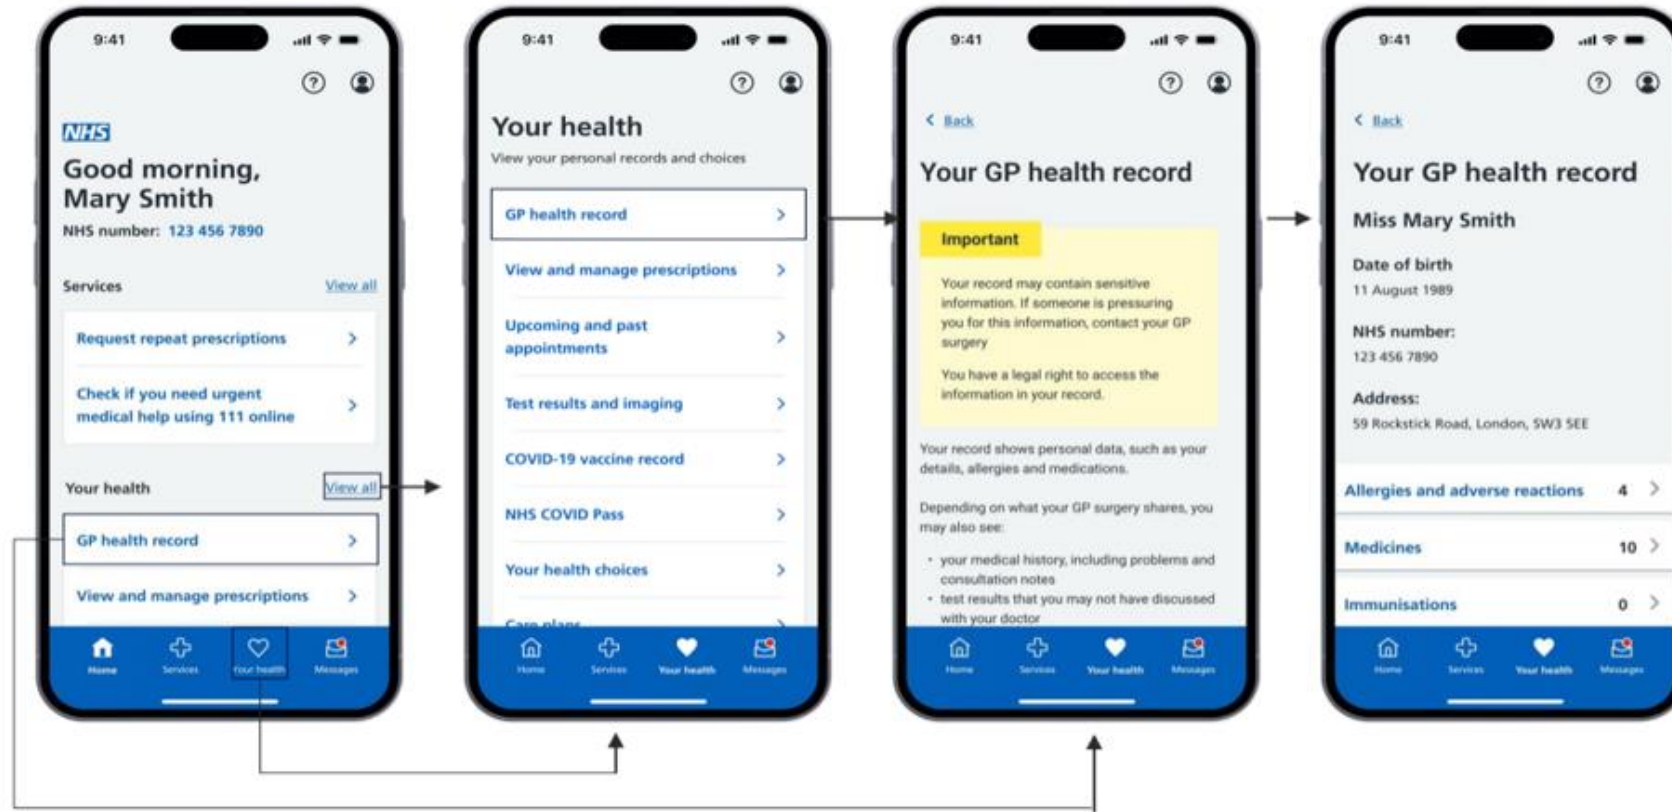 9:41
NHS
Good morning,
Mary Smith
NHS number: 123 456 7890
Services
View all
Request repeat prescriptions
Check if you need urgent
medical help using 111 online
Your health
View all
GP health record
View and manage prescriptions
Home
Services
Your health
Messages
9:41
Your health
View your personal records and choices
GP health record
View and manage prescriptions
Upcoming and past
appointments
Test results and imaging
COVID-19 vaccine record
NHS COVID Pass
Your health choices
Care plans
Home
Services
Your health
Messages
9:41
Back
Your GP health record
Important
Your record may contain sensitive
information. If someone is pressuring
you for this information, contact your GP
surgery
You have a legal right to access the
information in your record.
Your record shows personal data, such as your
details, allergies and medications.
Depending on what your GP surgery shares, you
may also see:
• your medical history, including problems and
consultation notes
• test results that you may not have discussed
with your doctor
Home
Services
Your health
Messages
9:41
Back
Your GP health record
Miss Mary Smith
Date of birth
11 August 1989
NHS number:
123 456 7890
Address:
59 Rockstick Road, London, SW3 5EE
Allergies and adverse reactions 4
Medicines 10
Immunisations 0
Home
Services
Your health
Messages